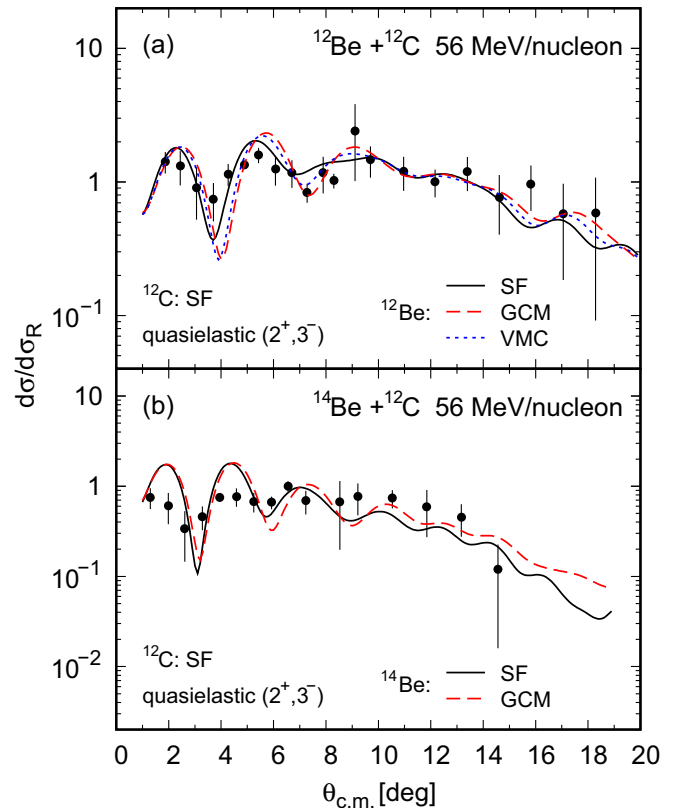 (a) ¹²Be + ¹²C 56 MeV/nucleon
10
1
10⁻¹
¹²C: SF
quasielastic (2⁺,3⁻)
¹²Be:
SF
GCM
VMC
dσ/dσ_R
(b) ¹⁴Be + ¹²C 56 MeV/nucleon
10
1
10⁻¹
10⁻²
¹²C: SF
quasielastic (2⁺,3⁻)
¹⁴Be:
SF
GCM
0 2 4 6 8 10 12 14 16 18 20
θ_c.m. [deg]